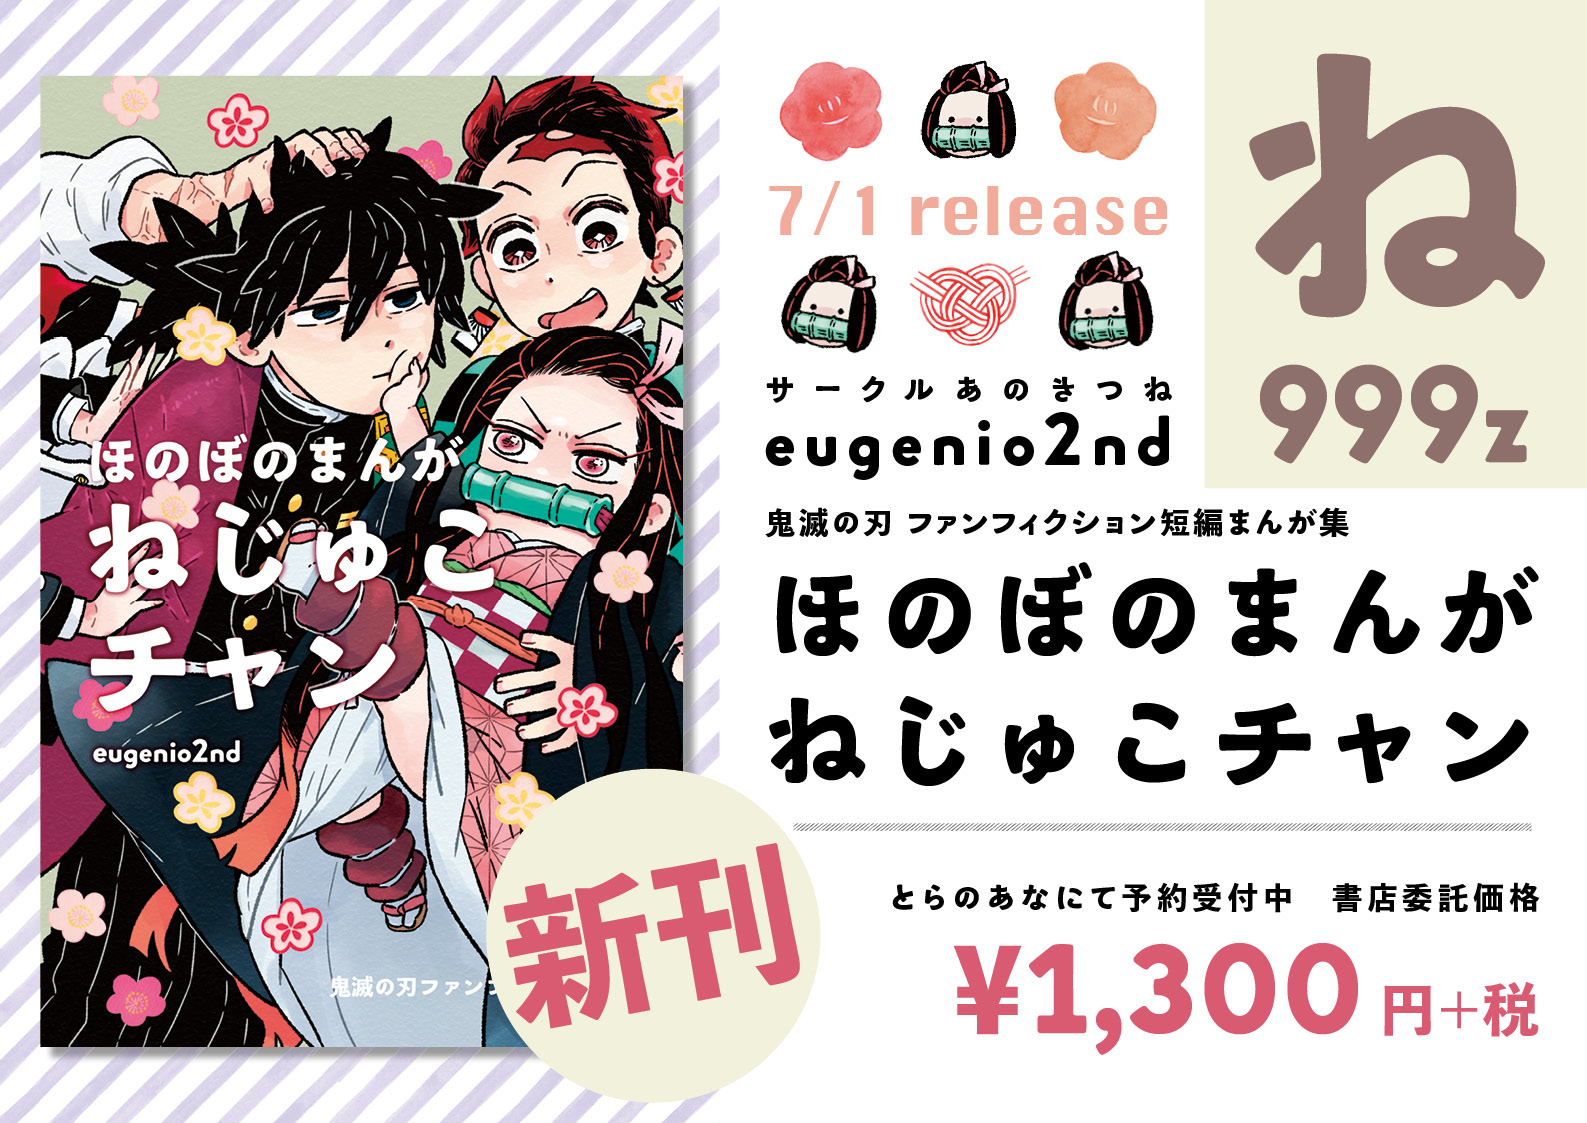 ほのぼのまんが
ねじゅこ
チャン
eugenio2nd
鬼滅の刃ファン
新刊
7/1 release
サークルあのきつね
eugenio2nd
ね
999z
鬼滅の刃 ファンフィクション短編まんが集
ほのぼのまんが
ねじゅこチャン
とらのあなにて予約受付中 書店委託価格
¥1,300円+税